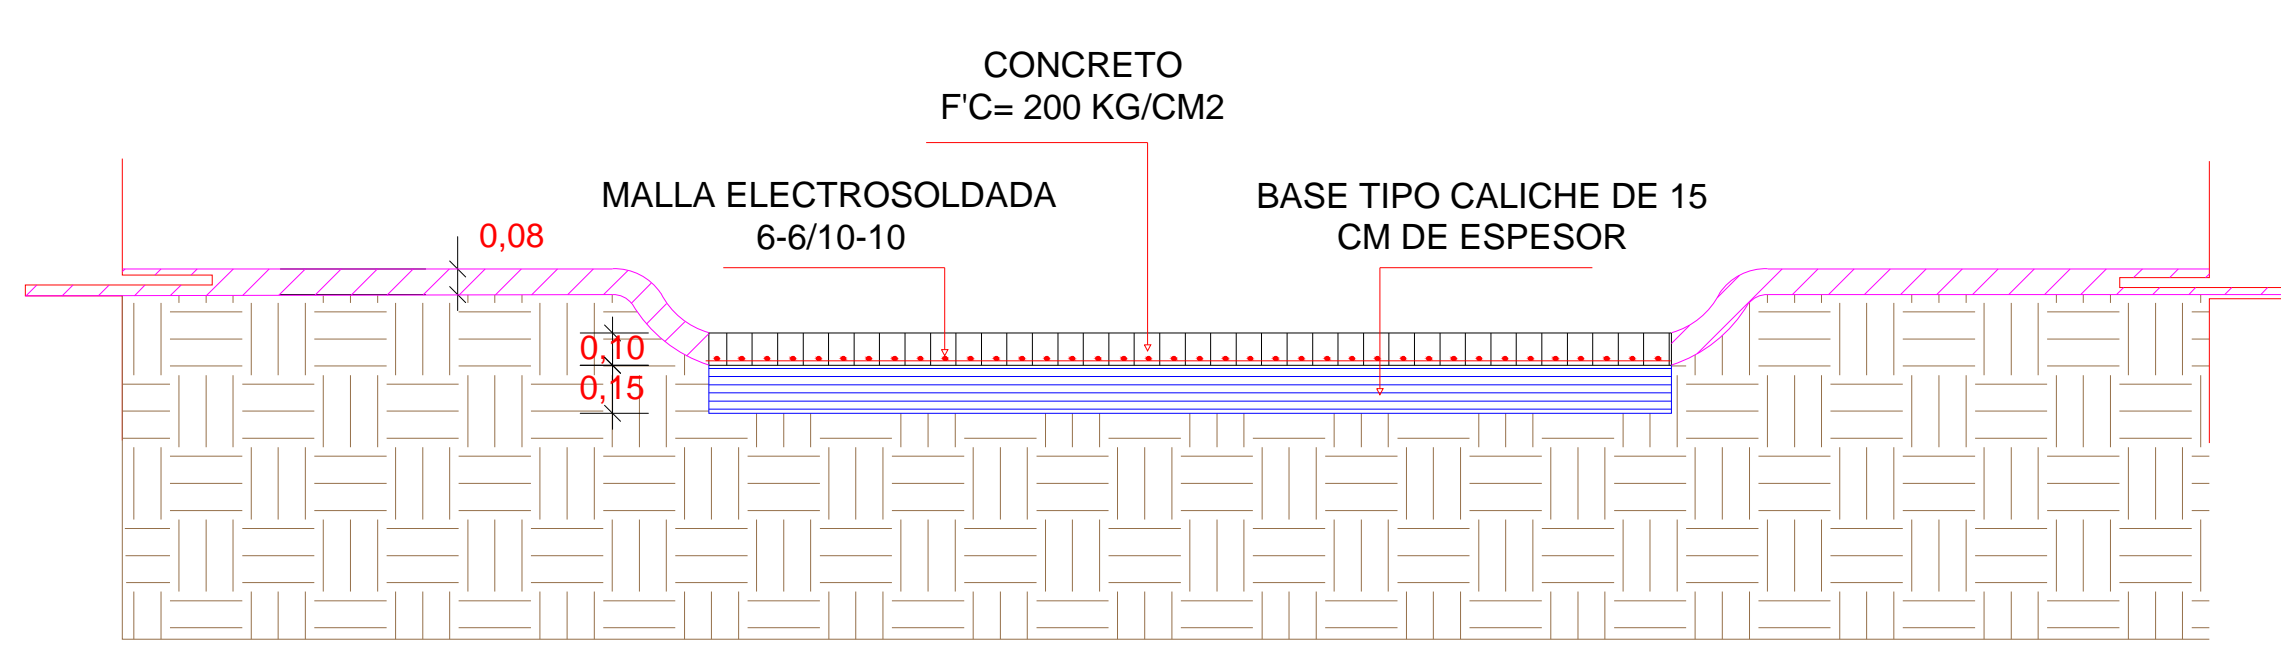 CONCRETO
F'C= 200 KG/CM2
MALLA ELECTROSOLDADA
6-6/10-10
BASE TIPO CALICHE DE 15
CM DE ESPESOR
0,08
0,10
0,15